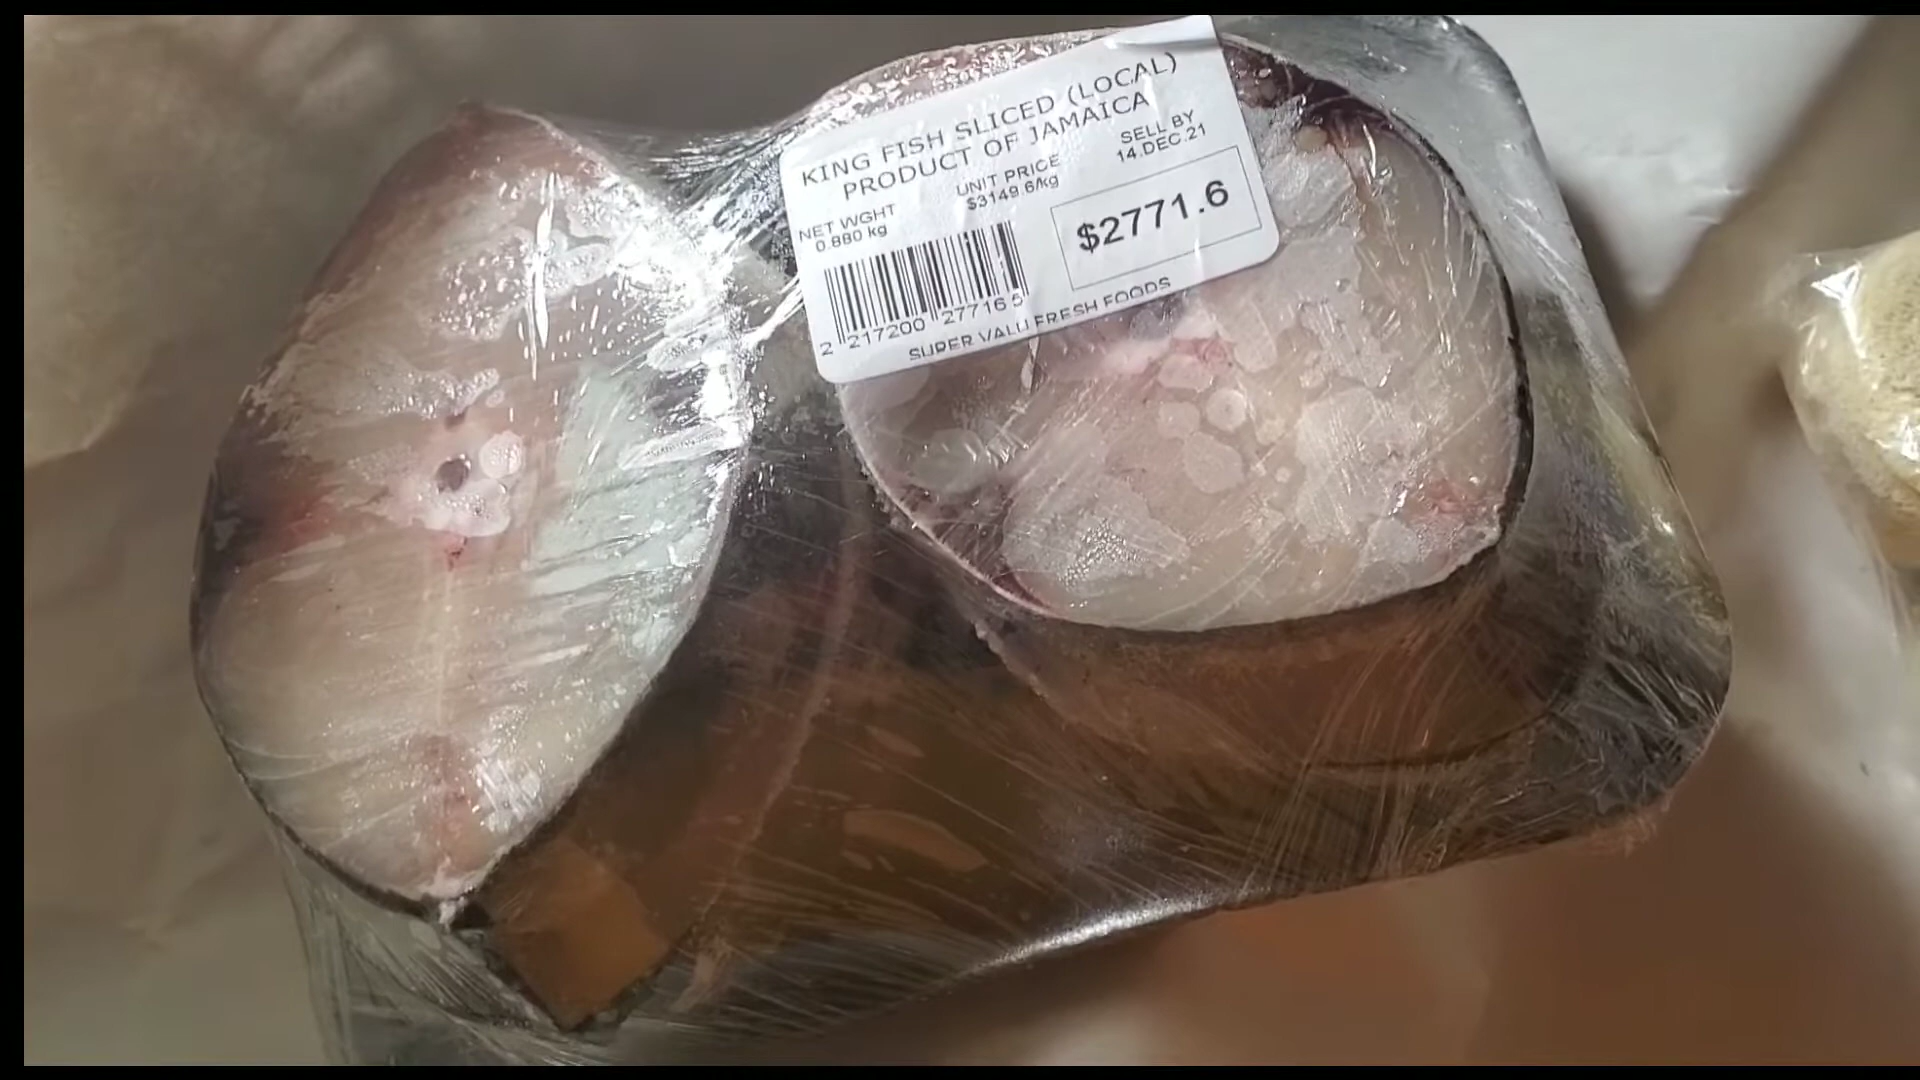 KING FISH SLICED (LOCAL)
PRODUCT OF JAMAICA
SELL BY
14.DEC.21
UNIT PRICE
$3149.6/kg
NET WGHT
0.880 kg
$2771.6
2 217200 277165
SUPER VALU FRESH FOODS